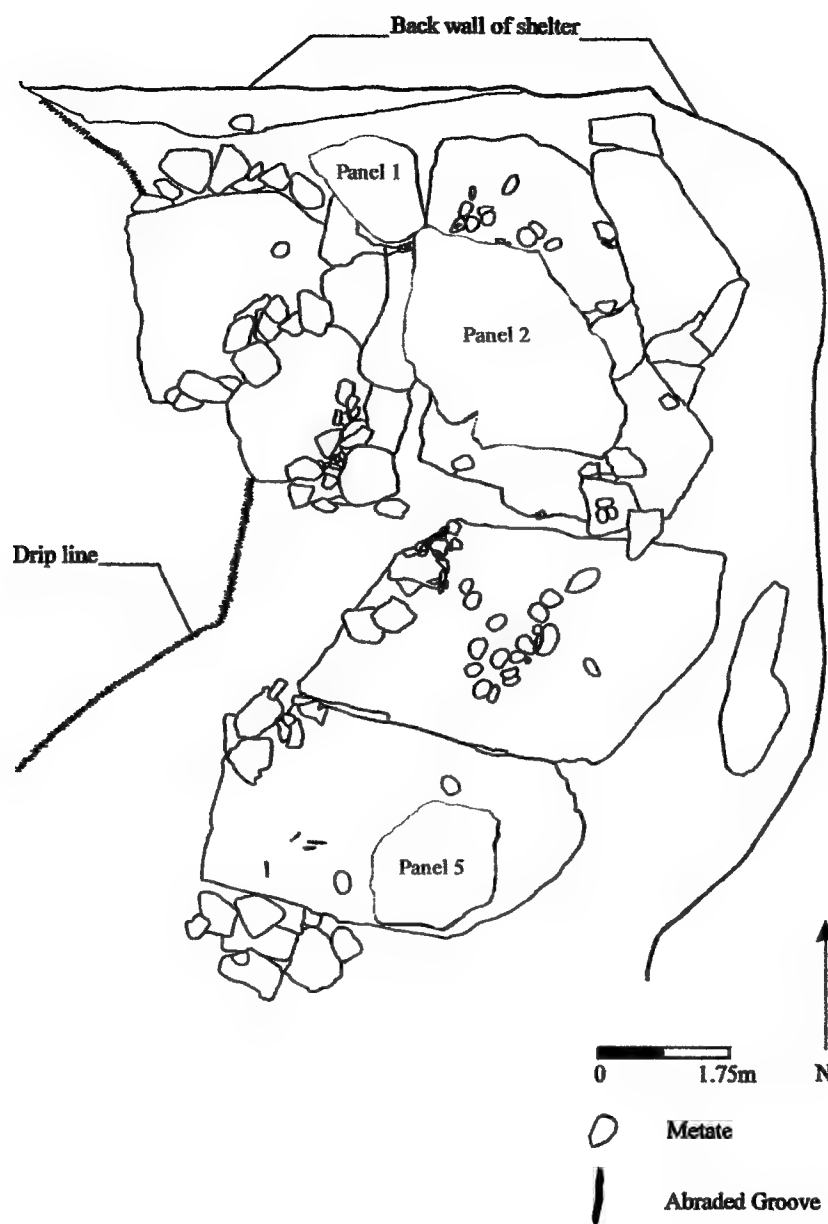 Back wall of shelter
Panel 1
Panel 2
Drip line
Panel 5
0 1.75m N
Metate
Abraded Groove